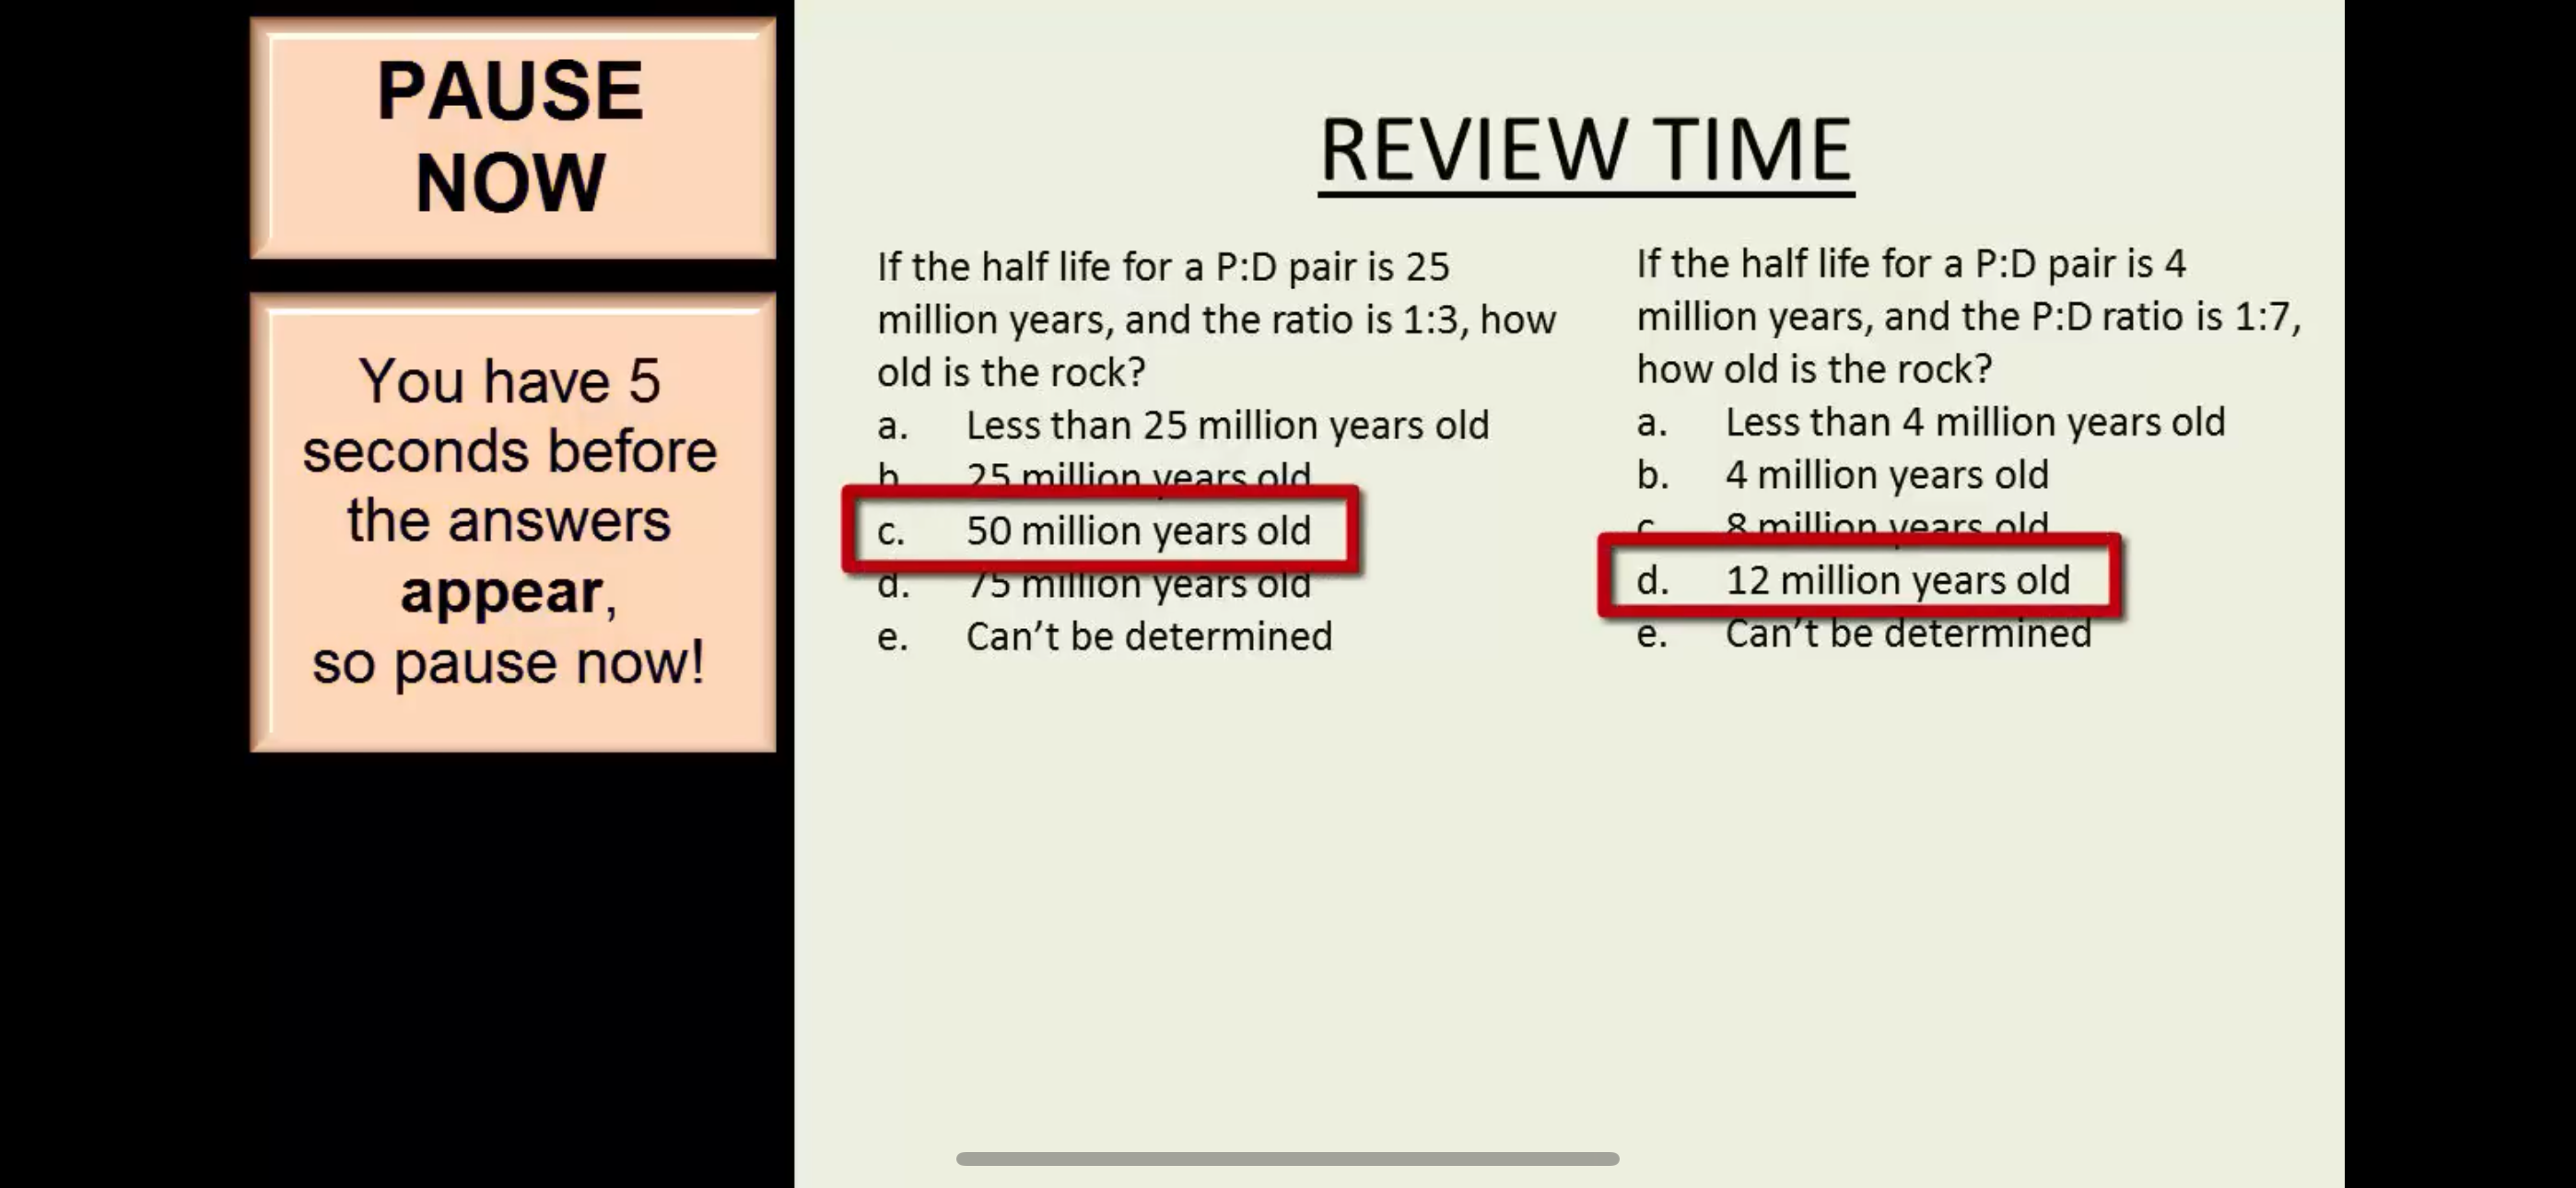 PAUSE
NOW
You have 5
seconds before
the answers
appear,
so pause now!
REVIEW TIME
If the half life for a P:D pair is 25
million years, and the ratio is 1:3, how
old is the rock?
a. Less than 25 million years old
b. 25 million years old
c. 50 million years old
d. 75 million years old
e. Can’t be determined
If the half life for a P:D pair is 4
million years, and the P:D ratio is 1:7,
how old is the rock?
a. Less than 4 million years old
b. 4 million years old
c. 8 million years old
d. 12 million years old
e. Can’t be determined